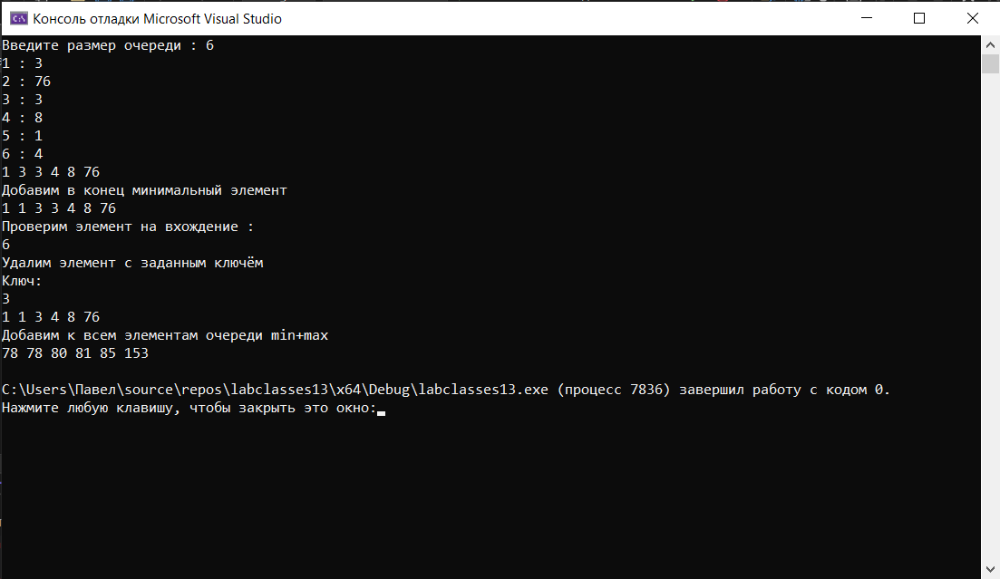 Консоль отладки Microsoft Visual Studio
Введите размер очереди : 6
1 : 3
2 : 76
3 : 3
4 : 8
5 : 1
6 : 4
1 3 3 4 8 76
Добавим в конец минимальный элемент
1 1 3 3 4 8 76
Проверим элемент на вхождение :
6
Удалим элемент с заданным ключём
Ключ:
3
1 1 3 4 8 76
Добавим к всем элементам очереди min+max
78 78 80 81 85 153
C:\Users\Павел\source\repos\labclasses13\x64\Debug\labclasses13.exe (процесс 7836) завершил работу с кодом 0.
Нажмите любую клавишу, чтобы закрыть это окно: